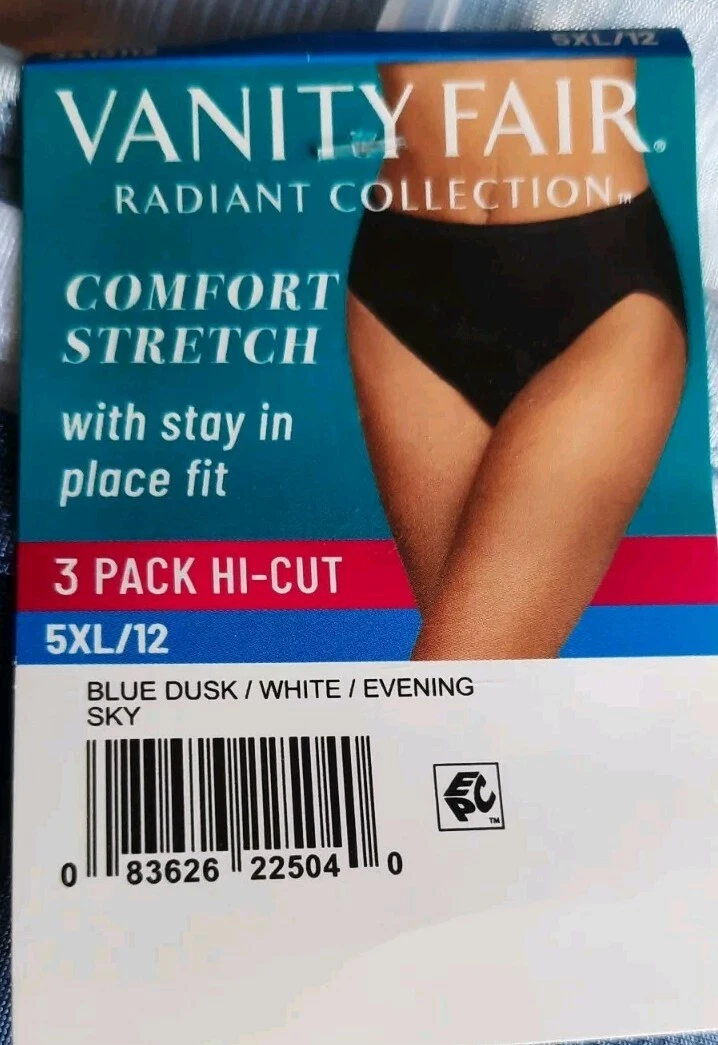 5XL/12
VANITY FAIR®
RADIANT COLLECTION™
COMFORT
STRETCH
with stay in
place fit
3 PACK HI-CUT
5XL/12
BLUE DUSK / WHITE / EVENING
SKY
EPC™
0 83626 22504 0